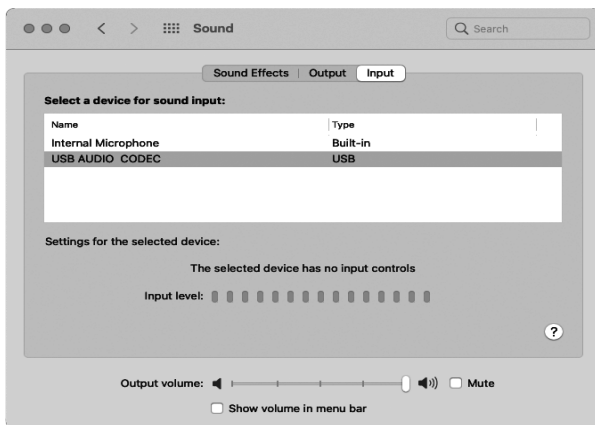 Sound
Search
Sound Effects Output Input
Select a device for sound input:
Name Type
Internal Microphone Built-in
USB AUDIO  CODEC USB
Settings for the selected device:
The selected device has no input controls
Input level:
?
Output volume: Mute
Show volume in menu bar